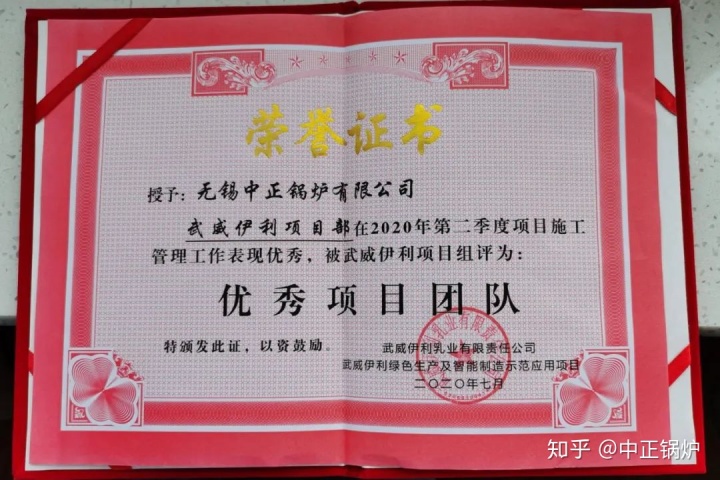 荣誉证书
授予：无锡中正锅炉有限公司
武威伊利项目部在2020年第二季度项目施工
管理工作表现优秀，被武威伊利项目组评为：
优秀项目团队
特颁发此证，以资鼓励。
武威伊利乳业有限责任公司
武威伊利绿色生产及智能制造示范应用项目
二〇二〇年七月
知乎 @中正锅炉